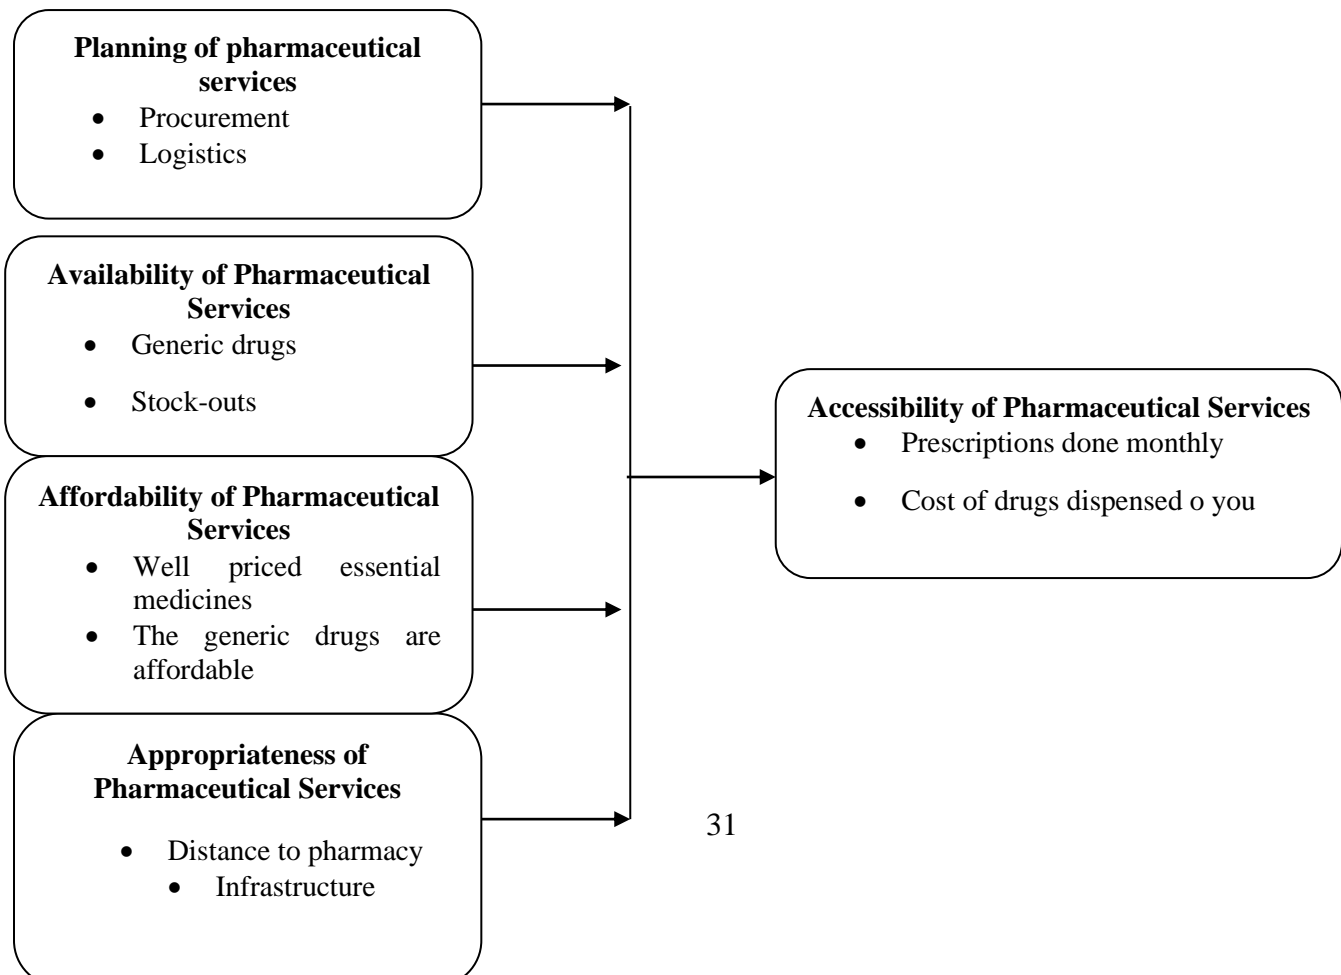 Planning of pharmaceutical
services
• Procurement
• Logistics
Availability of Pharmaceutical
Services
• Generic drugs
• Stock-outs
Affordability of Pharmaceutical
Services
• Well priced essential
medicines
• The generic drugs are
affordable
Appropriateness of
Pharmaceutical Services
• Distance to pharmacy
• Infrastructure
Accessibility of Pharmaceutical Services
• Prescriptions done monthly
• Cost of drugs dispensed o you
31